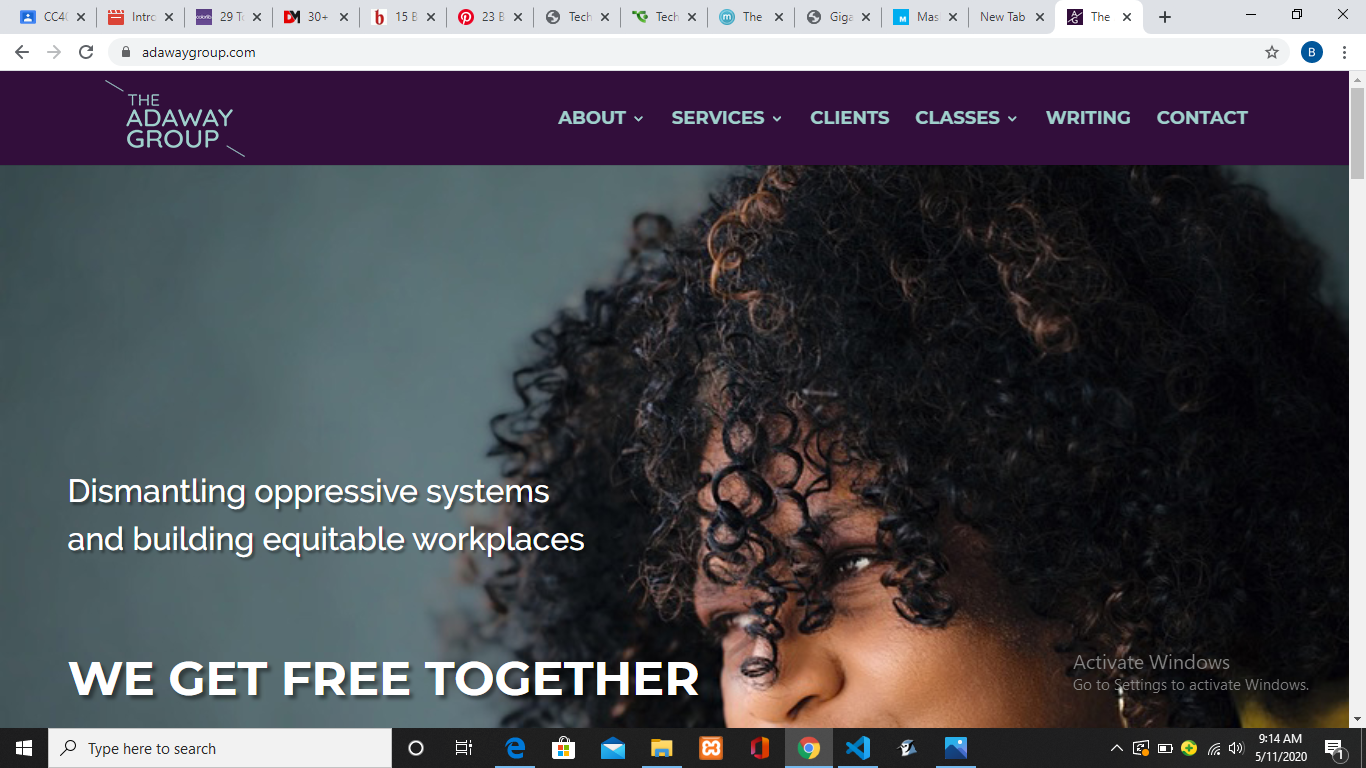 CC4C
Intro
29 To
30+
15 B
23 B
Tech
Tech
The
Giga
Mas
New Tab
The
adawaygroup.com
B
THE
ADAWAY
GROUP
ABOUT
SERVICES
CLIENTS
CLASSES
WRITING
CONTACT
Dismantling oppressive systems
and building equitable workplaces
WE GET FREE TOGETHER
Activate Windows
Go to Settings to activate Windows.
Type here to search
9:14 AM
5/11/2020
1